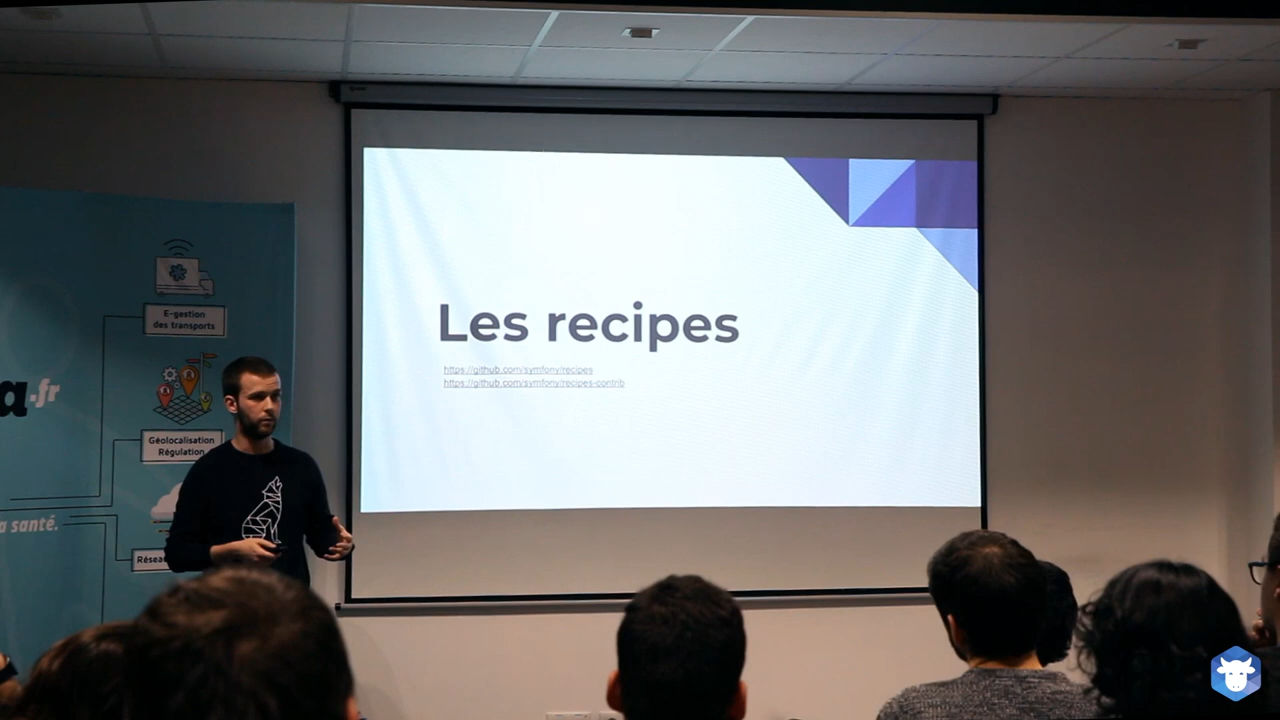 Les recipes
https://github.com/symfony/recipes
https://github.com/symfony/recipes-contrib
E-gestion
des transports
a.fr
Géolocalisation
Régulation
a santé.